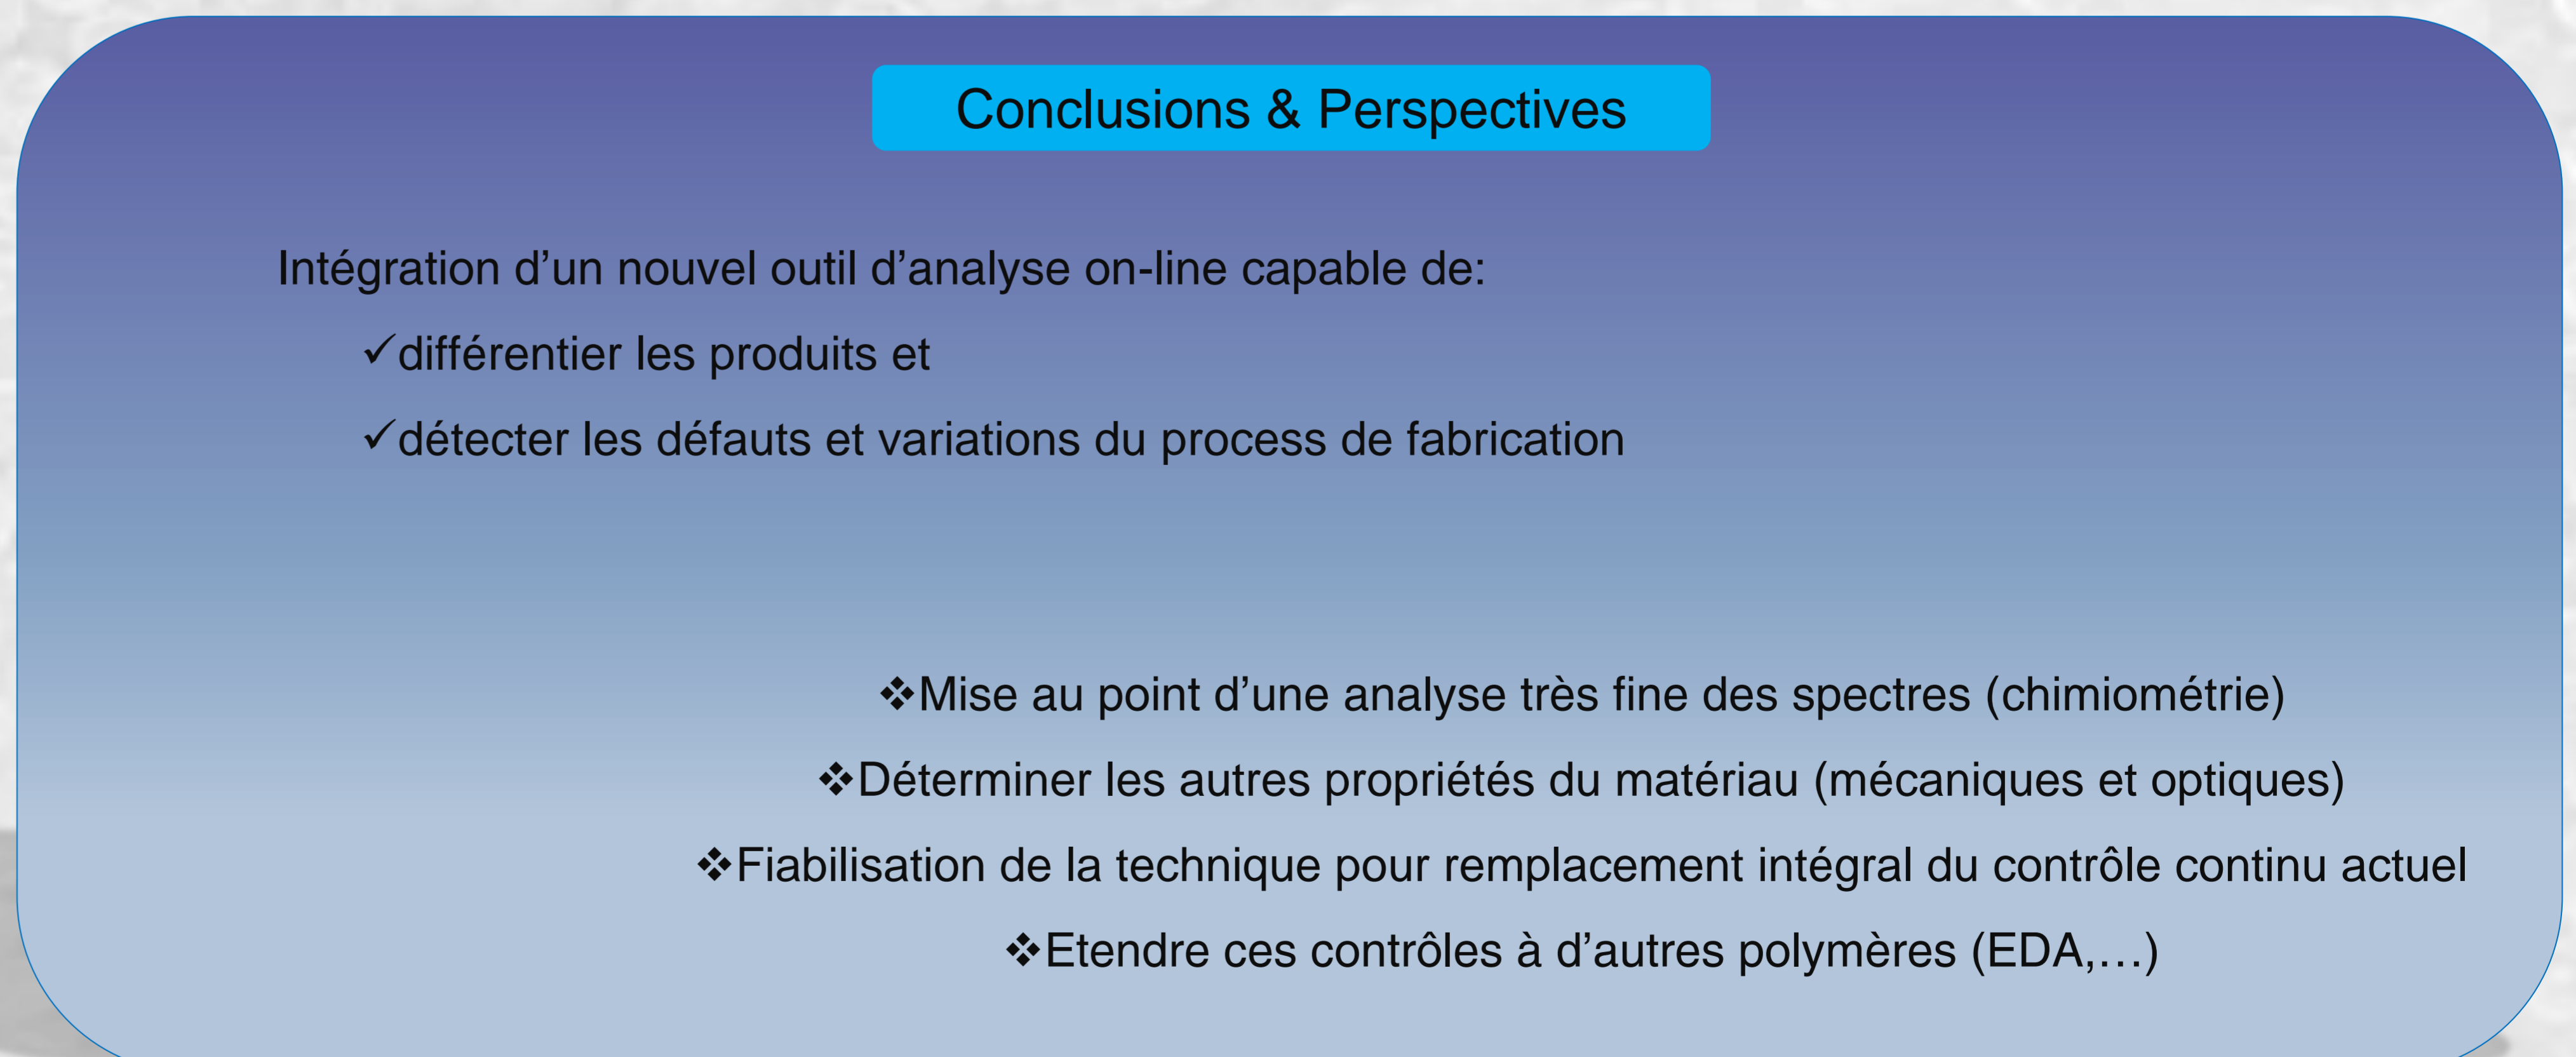 Conclusions & Perspectives
Intégration d’un nouvel outil d’analyse on-line capable de:
✓différentier les produits et
✓détecter les défauts et variations du process de fabrication
❖Mise au point d’une analyse très fine des spectres (chimiométrie)
❖Déterminer les autres propriétés du matériau (mécaniques et optiques)
❖Fiabilisation de la technique pour remplacement intégral du contrôle continu actuel
❖Etendre ces contrôles à d’autres polymères (EDA,…)